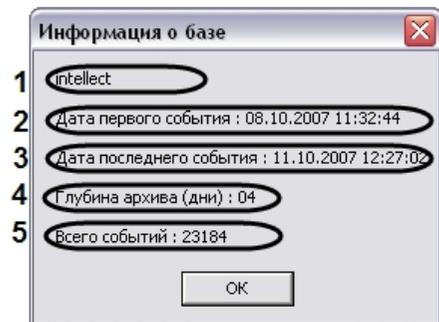 Информация о базе
1 intellect
2 Дата первого события : 08.10.2007 11:32:44
3 Дата последнего события : 11.10.2007 12:27:02
4 Глубина архива (дни) : 04
5 Всего событий : 23184
OK